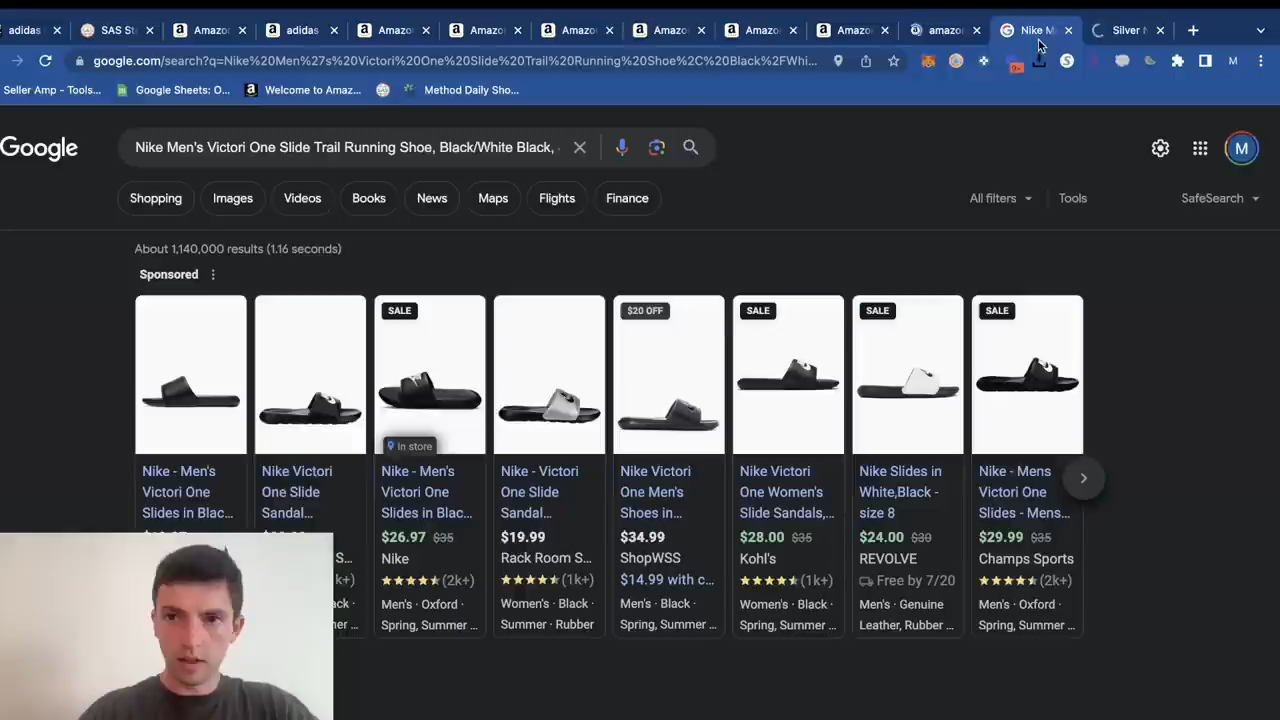 adidas
SAS St
Amazo
adidas
Amazo
Amazo
Amazo
Amazo
Amazo
Amazo
amazo
Nike M
Silver
google.com/search?q=Nike%20Men%27s%20Victori%20One%20Slide%20Trail%20Running%20Shoe%2C%20Black%2FWhi...
9+
M
Seller Amp - Tools...
Google Sheets: O...
Welcome to Amaz...
Method Daily Sho...
Google
Nike Men's Victori One Slide Trail Running Shoe, Black/White Black,
M
Shopping
Images
Videos
Books
News
Maps
Flights
Finance
All filters
Tools
SafeSearch
About 1,140,000 results (1.16 seconds)
Sponsored
Nike - Men's
Victori One
Slides in Blac...
Nike Victori
One Slide
Sandal...
SALE
In store
Nike - Men's
Victori One
Slides in Blac...
$26.97 $35
Nike
(2k+)
Men's · Oxford ·
Spring, Summer ...
Nike - Victori
One Slide
Sandal...
$19.99
Rack Room S...
(1k+)
Women's · Black ·
Summer · Rubber
$20 OFF
Nike Victori
One Men's
Shoes in...
$34.99
ShopWSS
$14.99 with c...
Men's · Black ·
Spring, Summer ...
SALE
Nike Victori
One Women's
Slide Sandals,...
$28.00 $35
Kohl's
(1k+)
Women's · Black ·
Spring, Summer ...
SALE
Nike Slides in
White,Black -
size 8
$24.00 $30
REVOLVE
Free by 7/20
Men's · Genuine
Leather, Rubber ...
SALE
Nike - Mens
Victori One
Slides - Mens...
$29.99 $35
Champs Sports
(2k+)
Men's · Oxford ·
Spring, Summer ...